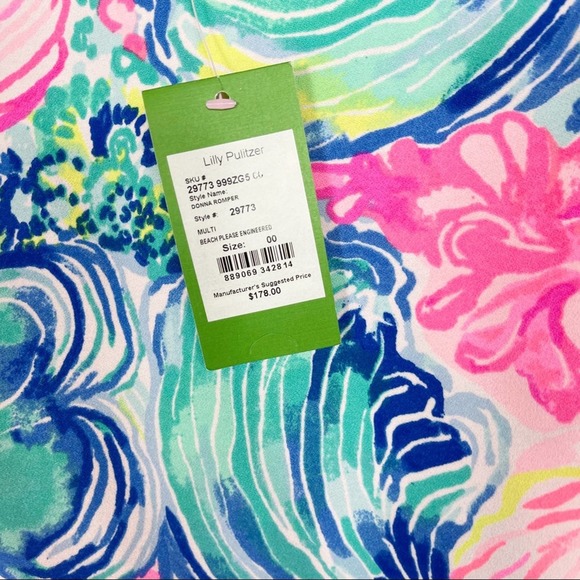 Lilly Pulitzer
SKU #
29773 999ZG5
Style Name:
DONNA ROMPER
Style #: 29773
MULTI
BEACH PLEASE ENGINEERED
Size: 00
889069 342814
Manufacturer's Suggested Price
$178.00